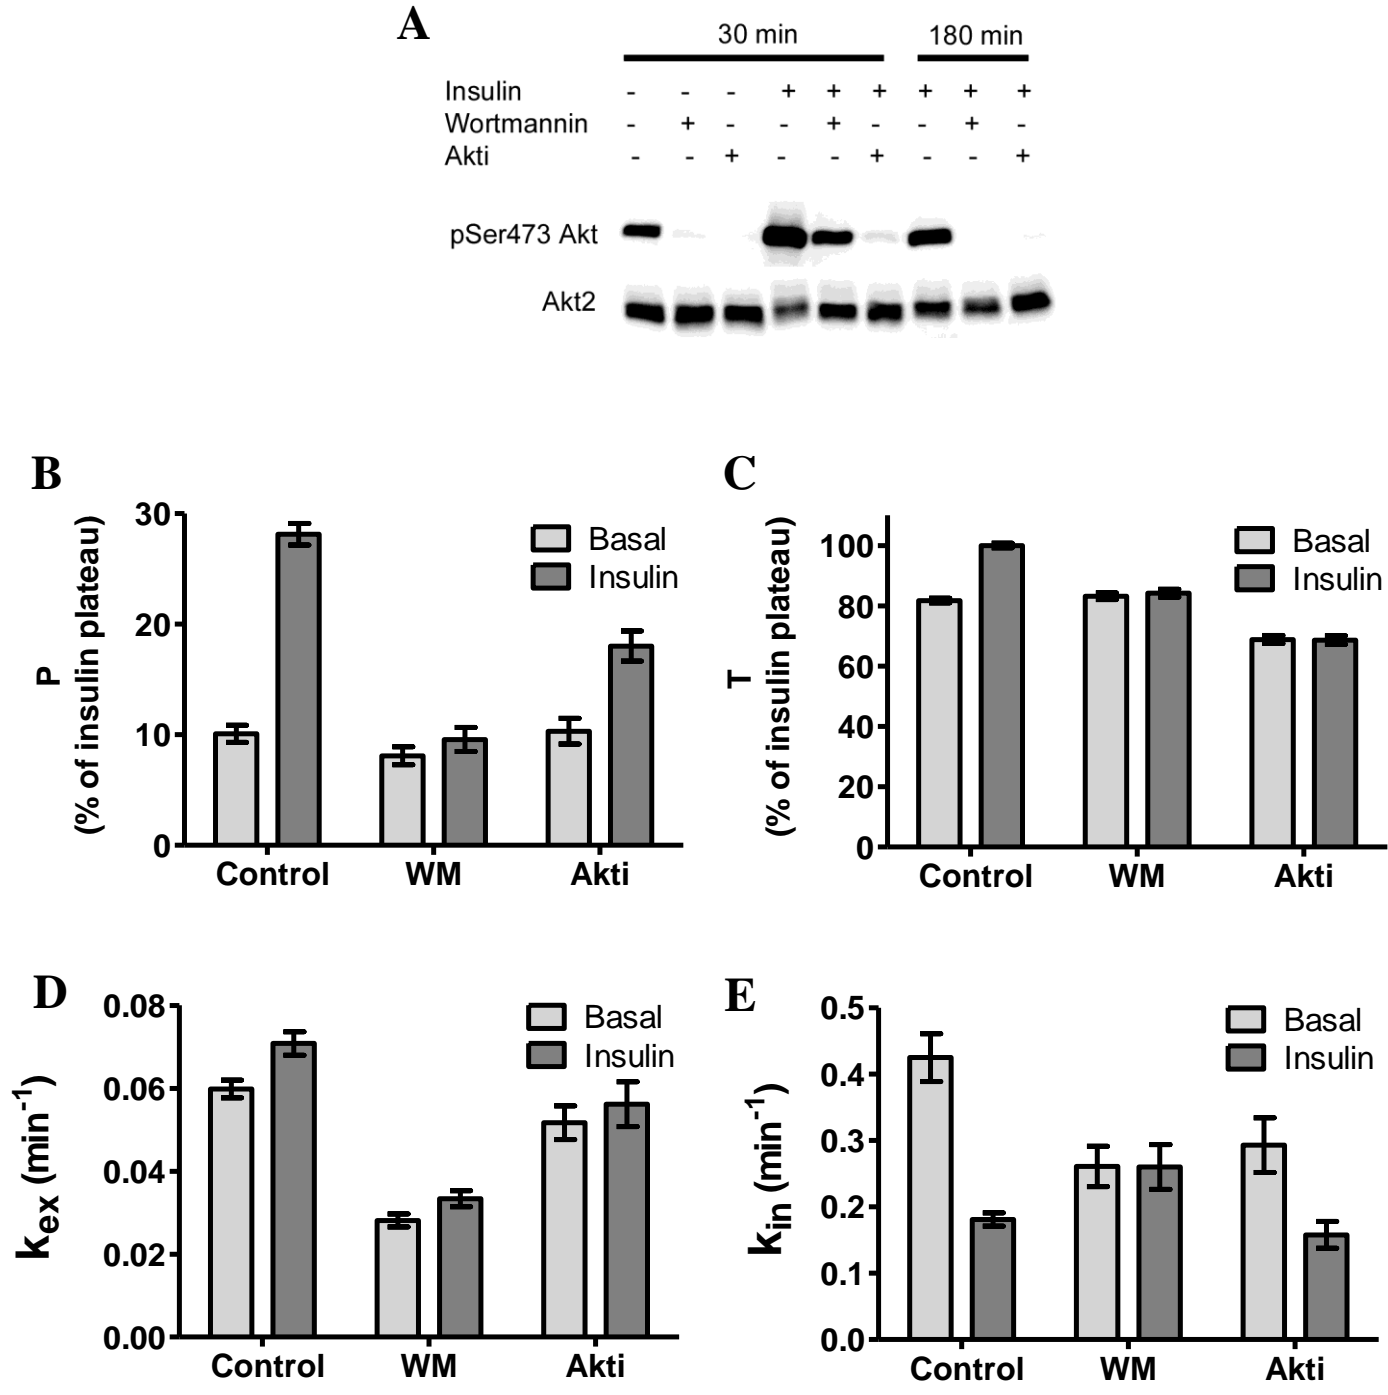 A
30 min 180 min
Insulin - - - + + + + + +
Wortmannin - + - - + - - + -
Akti - - + - - + - - +
pSer473 Akt
Akt2
B
P
(% of insulin plateau)
30
20
10
0
Basal
Insulin
Control WM Akti
C
T
(% of insulin plateau)
100
80
60
40
20
0
Basal
Insulin
Control WM Akti
D
kex (min-1)
0.08
0.06
0.04
0.02
0.00
Basal
Insulin
Control WM Akti
E
kin (min-1)
0.5
0.4
0.3
0.2
0.1
0.0
Basal
Insulin
Control WM Akti